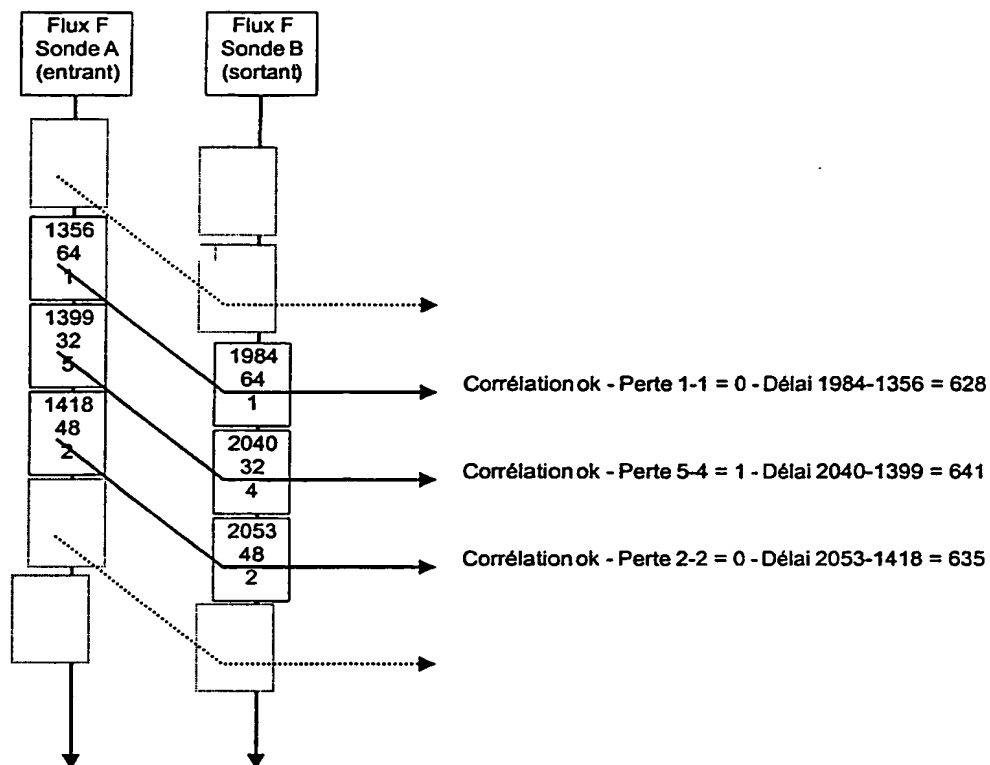 Flux F
Sonde A
(entrant)
Flux F
Sonde B
(sortant)
1356
64
1
1399
32
5
1418
48
2
1984
64
1
2040
32
4
2053
48
2
Corrélation ok - Perte 1-1 = 0 - Délai 1984-1356 = 628
Corrélation ok - Perte 5-4 = 1 - Délai 2040-1399 = 641
Corrélation ok - Perte 2-2 = 0 - Délai 2053-1418 = 635